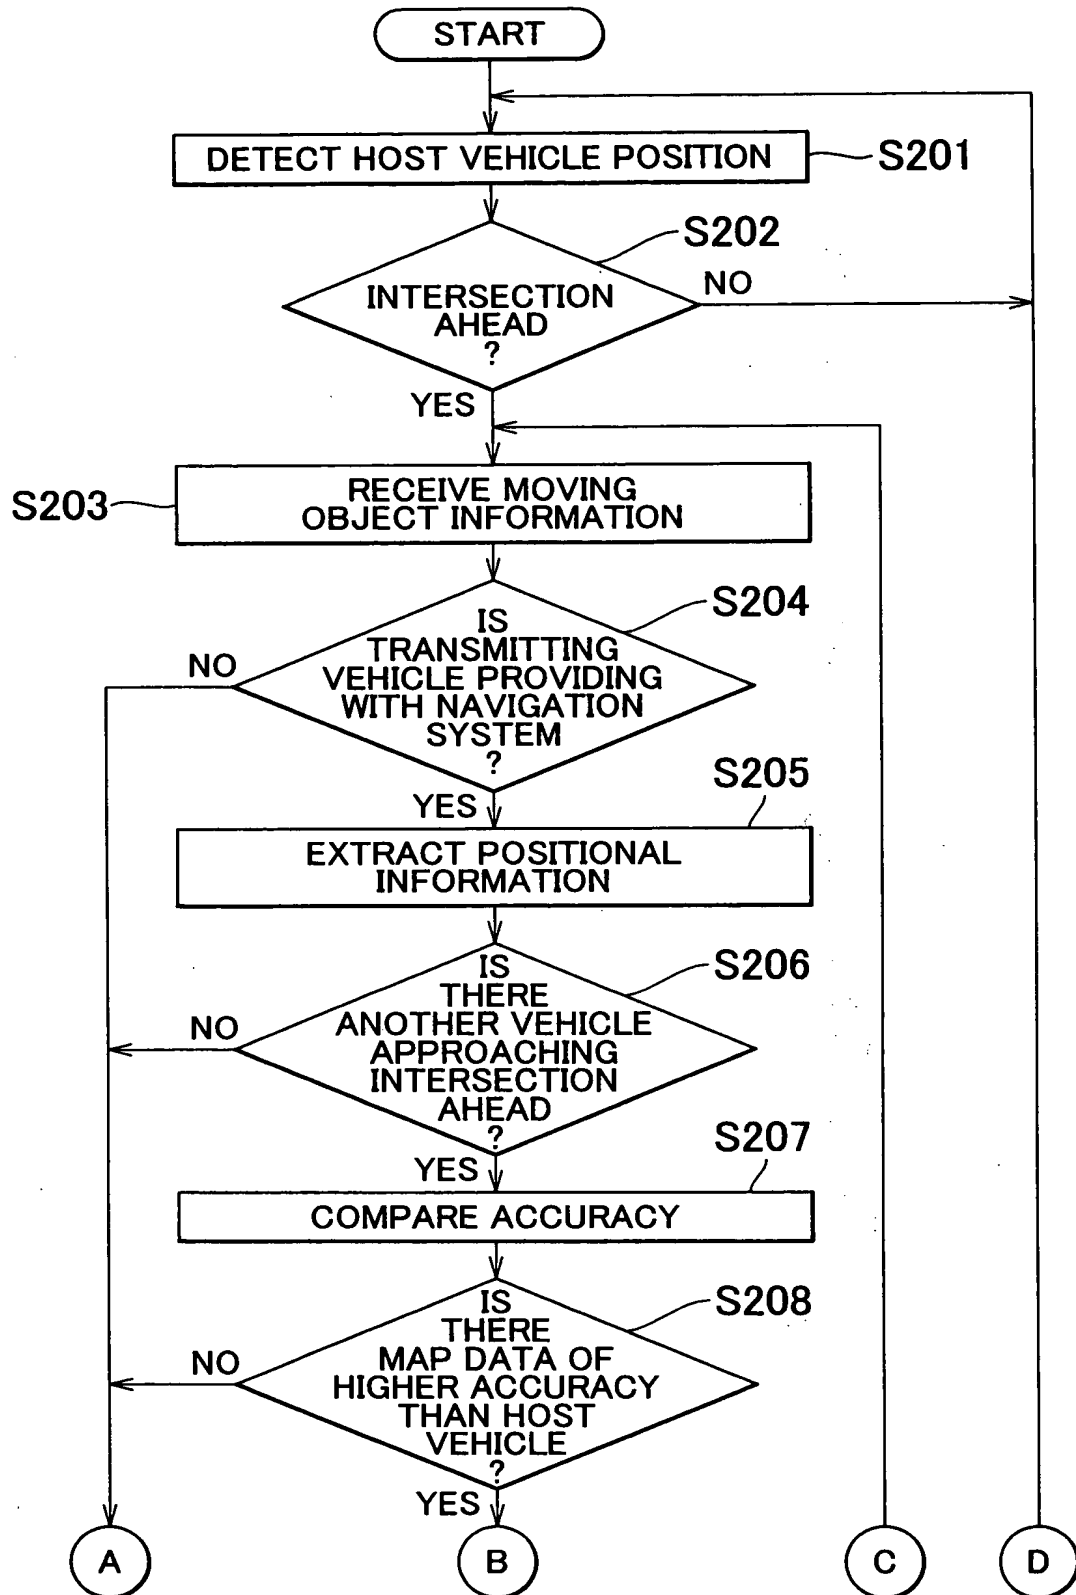 START
DETECT HOST VEHICLE POSITION
S201
S202
INTERSECTION
AHEAD
?
NO
YES
S203
RECEIVE MOVING
OBJECT INFORMATION
S204
IS
TRANSMITTING
VEHICLE PROVIDING
WITH NAVIGATION
SYSTEM
?
NO
YES
S205
EXTRACT POSITIONAL
INFORMATION
S206
IS
THERE
ANOTHER VEHICLE
APPROACHING
INTERSECTION
AHEAD
?
NO
YES
S207
COMPARE ACCURACY
S208
IS
THERE
MAP DATA OF
HIGHER ACCURACY
THAN HOST
VEHICLE
?
NO
YES
A
B
C
D